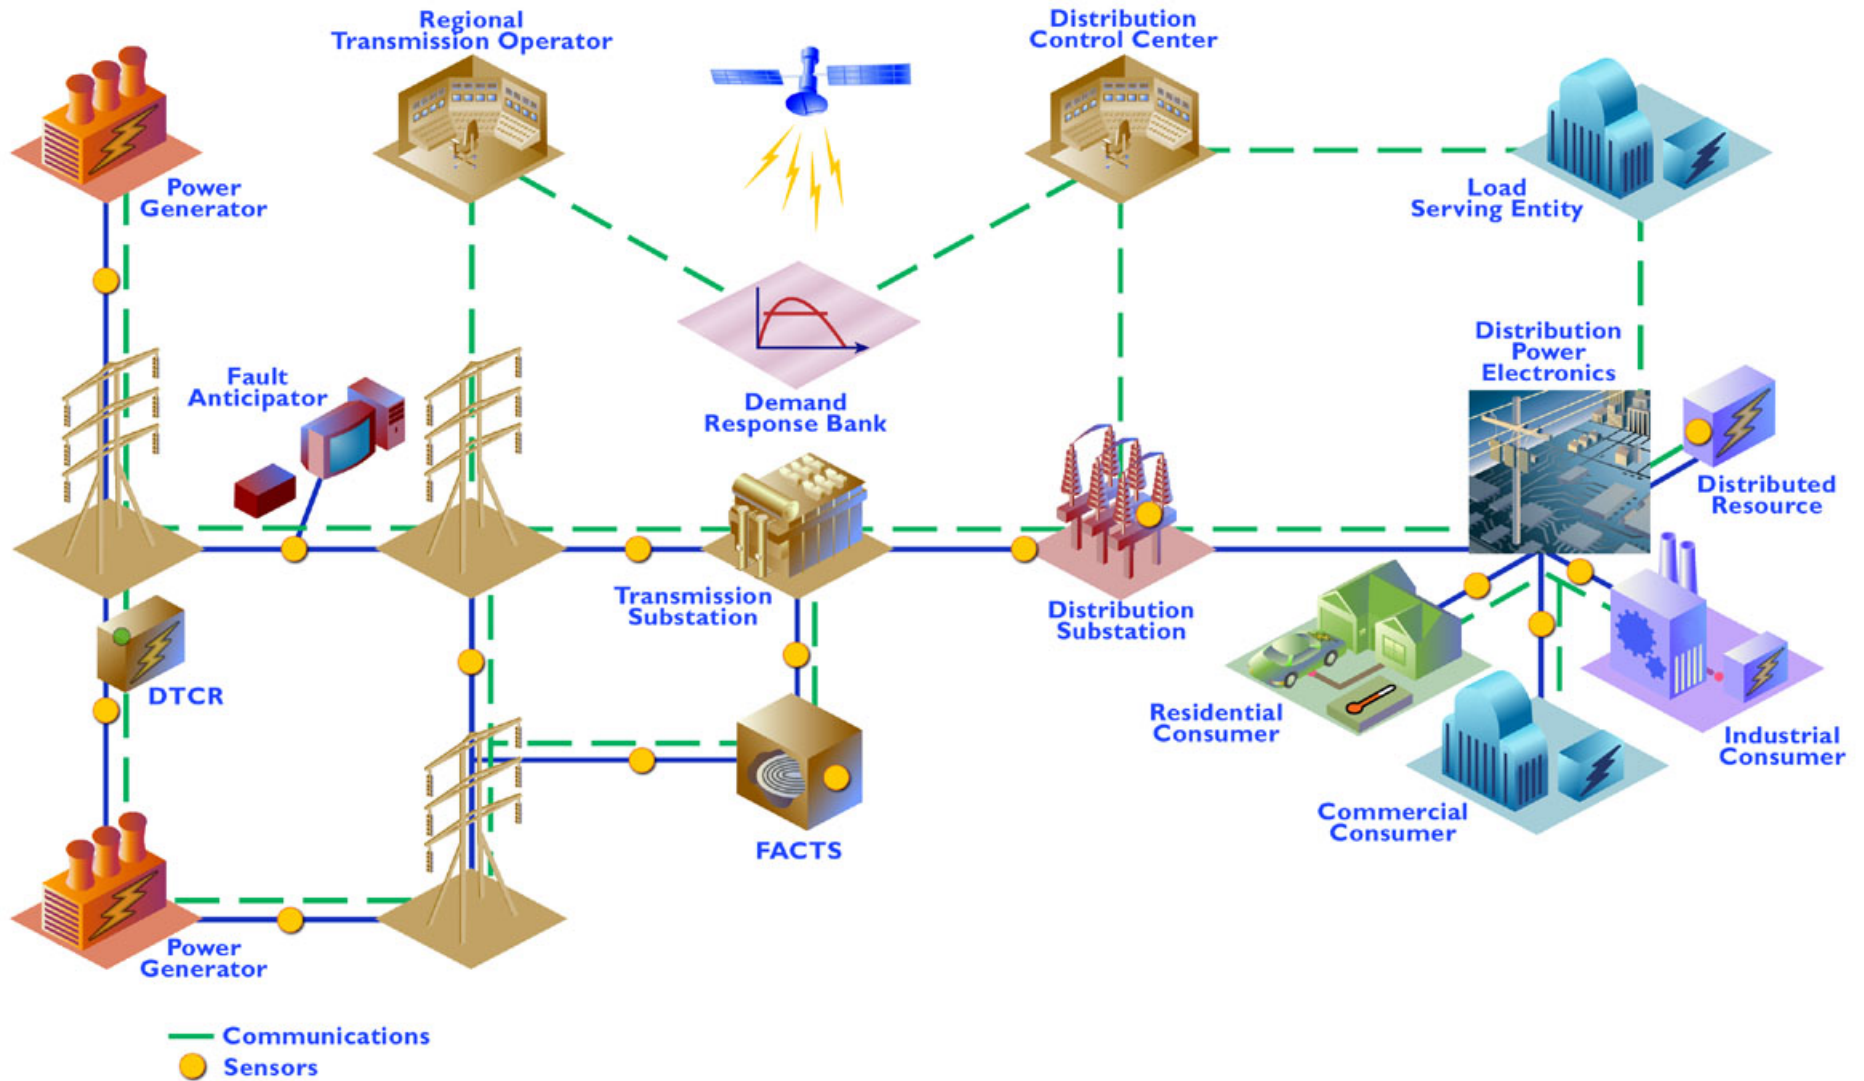 Regional
Transmission Operator
Distribution
Control Center
Power
Generator
Load
Serving Entity
Distribution
Power
Electronics
Fault
Anticipator
Demand
Response Bank
Distributed
Resource
Transmission
Substation
Distribution
Substation
DTCR
Residential
Consumer
Industrial
Consumer
Commercial
Consumer
FACTS
Power
Generator
Communications
Sensors